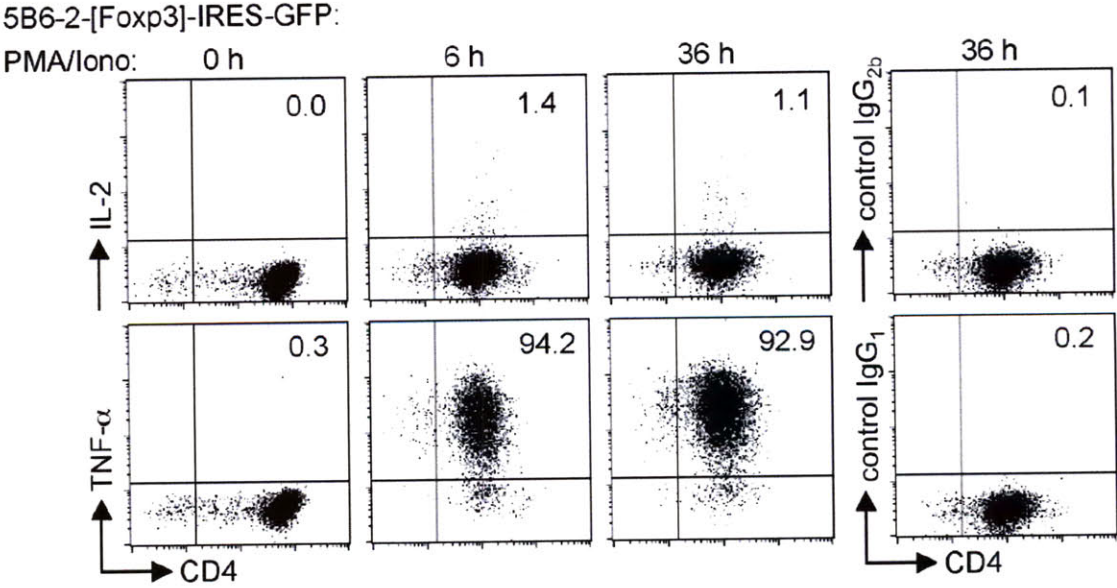 5B6-2-[Foxp3]-IRES-GFP:
PMA/Iono: 0 h 6 h 36 h 36 h
IL-2 0.0 1.4 1.1 control IgG2b 0.1
TNF-α 0.3 94.2 92.9 control IgG1 0.2
CD4 CD4